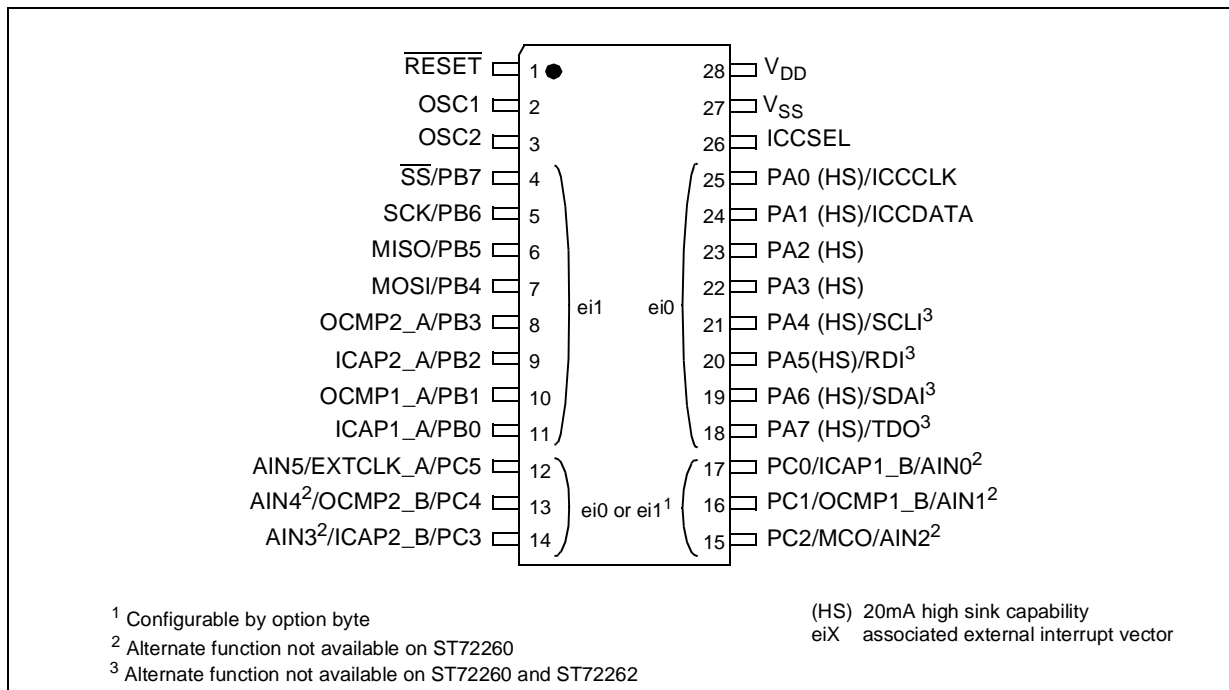 RESET 1 28 VDD
OSC1 2 27 VSS
OSC2 3 26 ICCSEL
SS/PB7 4 25 PA0 (HS)/ICCCLK
SCK/PB6 5 24 PA1 (HS)/ICCDATA
MISO/PB5 6 23 PA2 (HS)
MOSI/PB4 7 22 PA3 (HS)
ei1 ei0
OCMP2_A/PB3 8 21 PA4 (HS)/SCLI³
ICAP2_A/PB2 9 20 PA5(HS)/RDI³
OCMP1_A/PB1 10 19 PA6 (HS)/SDAI³
ICAP1_A/PB0 11 18 PA7 (HS)/TDO³
AIN5/EXTCLK_A/PC5 12 17 PC0/ICAP1_B/AIN0²
AIN4²/OCMP2_B/PC4 13 ei0 or ei1¹ 16 PC1/OCMP1_B/AIN1²
AIN3²/ICAP2_B/PC3 14 15 PC2/MCO/AIN2²
¹ Configurable by option byte
² Alternate function not available on ST72260
³ Alternate function not available on ST72260 and ST72262
(HS) 20mA high sink capability
eiX associated external interrupt vector